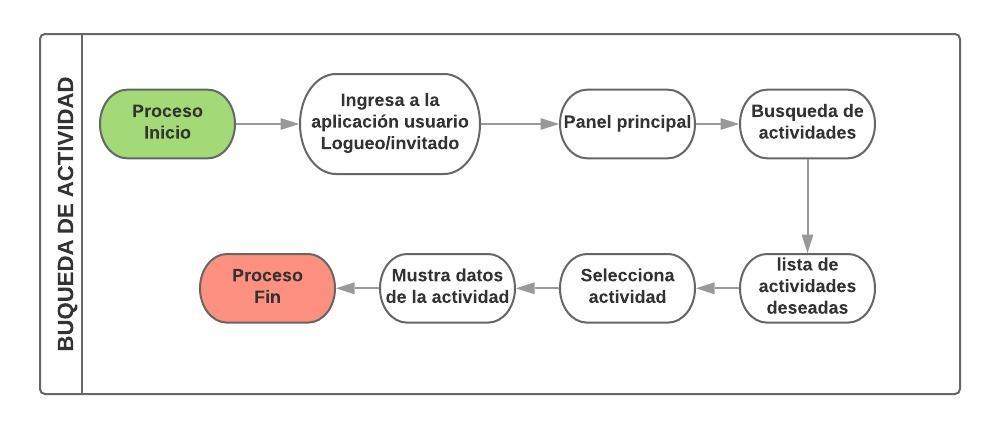 BUQUEDA DE ACTIVIDAD
Proceso
Inicio
Ingresa a la
aplicación usuario
Logueo/invitado
Panel principal
Busqueda de
actividades
lista de
actividades
deseadas
Selecciona
actividad
Mustra datos
de la actividad
Proceso
Fin